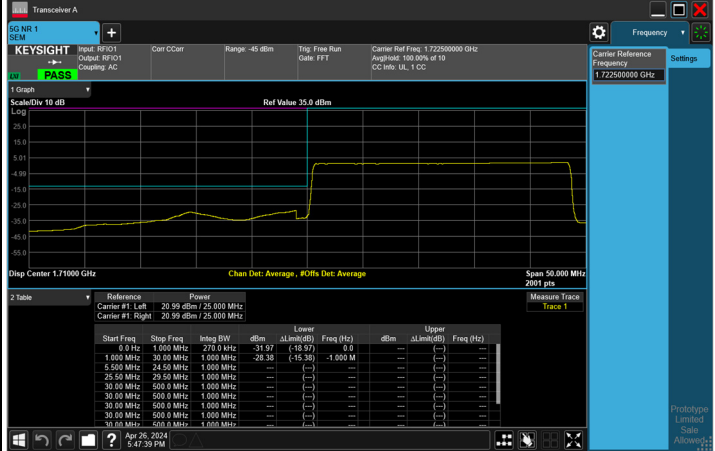 Transceiver A
5G NR 1
SEM
Frequency
KEYSIGHT Input: RFIO1 Corr CCorr Range: -45 dBm Trig: Free Run Carrier Ref Freq: 1.722500000 GHz
Output: RFIO1 Gate: FFT Avg|Hold: 100.00% of 10
Coupling: AC CC Info: UL, 1 CC
PASS
Carrier Reference
Frequency
1.722500000 GHz
Settings
1 Graph
Scale/Div 10 dB Ref Value 35.0 dBm
Log
25.0
15.0
5.01
-4.99
-15.0
-25.0
-35.0
-45.0
-55.0
Disp Center 1.71000 GHz Chan Det: Average , #Offs Det: Average Span 50.000 MHz
2001 pts
2 Table Reference Power Measure Trace
Carrier #1: Left 20.99 dBm / 25.000 MHz Trace 1
Carrier #1: Right 20.99 dBm / 25.000 MHz
Lower Upper
Start Freq Stop Freq Integ BW dBm ΔLimit(dB) Freq (Hz) dBm ΔLimit(dB) Freq (Hz)
0.0 Hz 1.000 MHz 270.0 kHz -31.97 (-18.97) 0.0 --- (---) ---
1.000 MHz 30.00 MHz 1.000 MHz -28.38 (-15.38) -1.000 M --- (---) ---
5.500 MHz 24.50 MHz 1.000 MHz --- (---) --- --- (---) ---
25.50 MHz 29.50 MHz 1.000 MHz --- (---) --- --- (---) ---
30.00 MHz 500.0 MHz 1.000 MHz --- (---) --- --- (---) ---
30.00 MHz 500.0 MHz 1.000 MHz --- (---) --- --- (---) ---
30.00 MHz 500.0 MHz 1.000 MHz --- (---) --- --- (---) ---
30.00 MHz 500.0 MHz 1.000 MHz --- (---) --- --- (---) ---
Prototype
Limited
Sale
Allowed
? Apr 26, 2024
5:47:39 PM